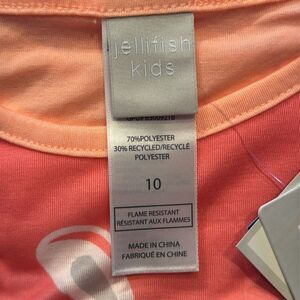 jellifish
kids
70%POLYESTER
30% RECYCLED/RECYCLÉ
POLYESTER
10
FLAME RESISTANT
RÉSISTANT AUX FLAMMES
MADE IN CHINA
FABRIQUÉ EN CHINE